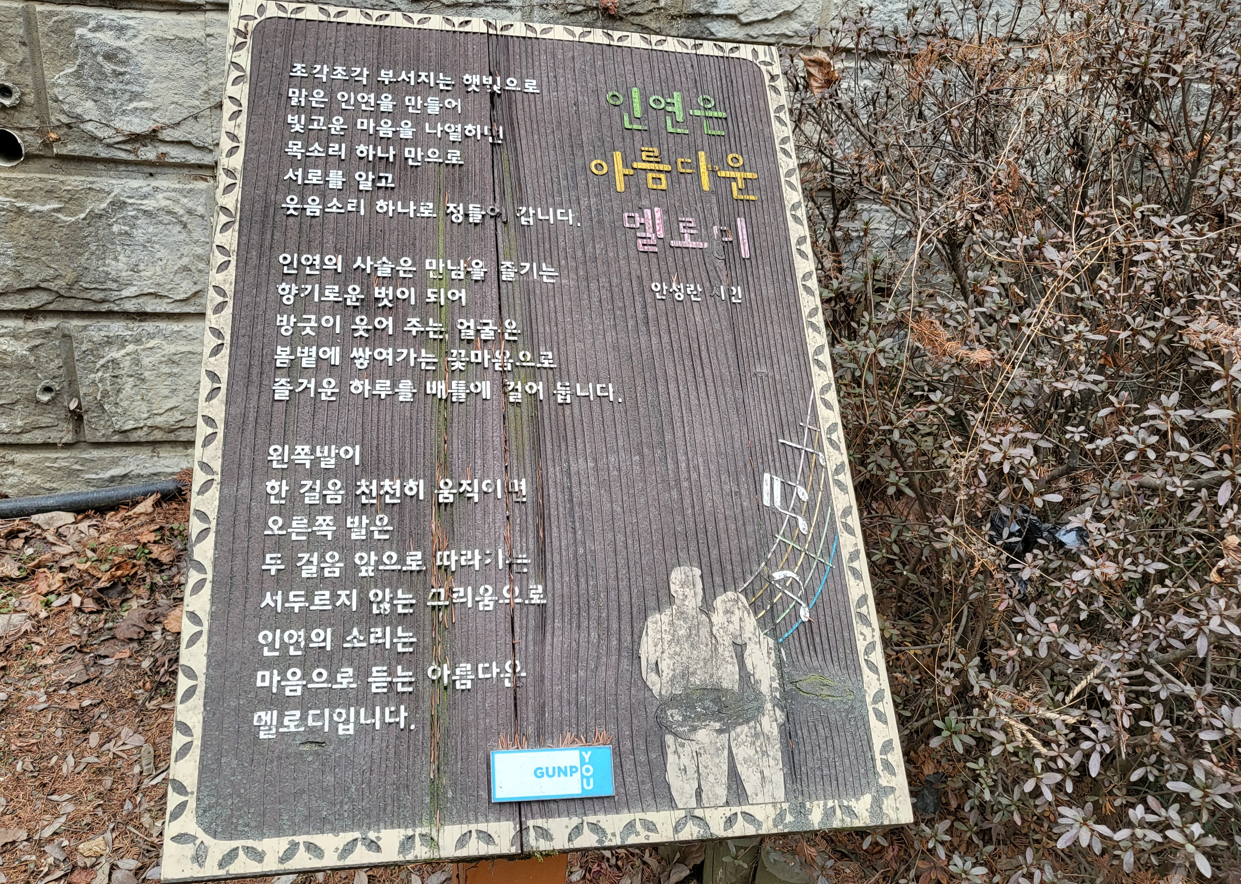 인연은
아름다운
멜로디
안성란 시인
조각조각 부서지는 햇빛으로
맑은 인연을 만들어
빛고운 마음을 나열하면
목소리 하나 만으로
서로를 알고
웃음소리 하나로 정들어 갑니다.
인연의 사슬은 만남을 즐기는
향기로운 벗이 되어
방긋이 웃어 주는 얼굴은
봄볕에 쌓여가는 꽃마음으로
즐거운 하루를 배틀에 걸어 둡니다.
왼쪽발이
한 걸음 천천히 움직이면
오른쪽 발은
두 걸음 앞으로 따라가는
서두르지 않는 그리움으로
인연의 소리는
마음으로 듣는 아름다운
멜로디입니다.
GUNPYOU